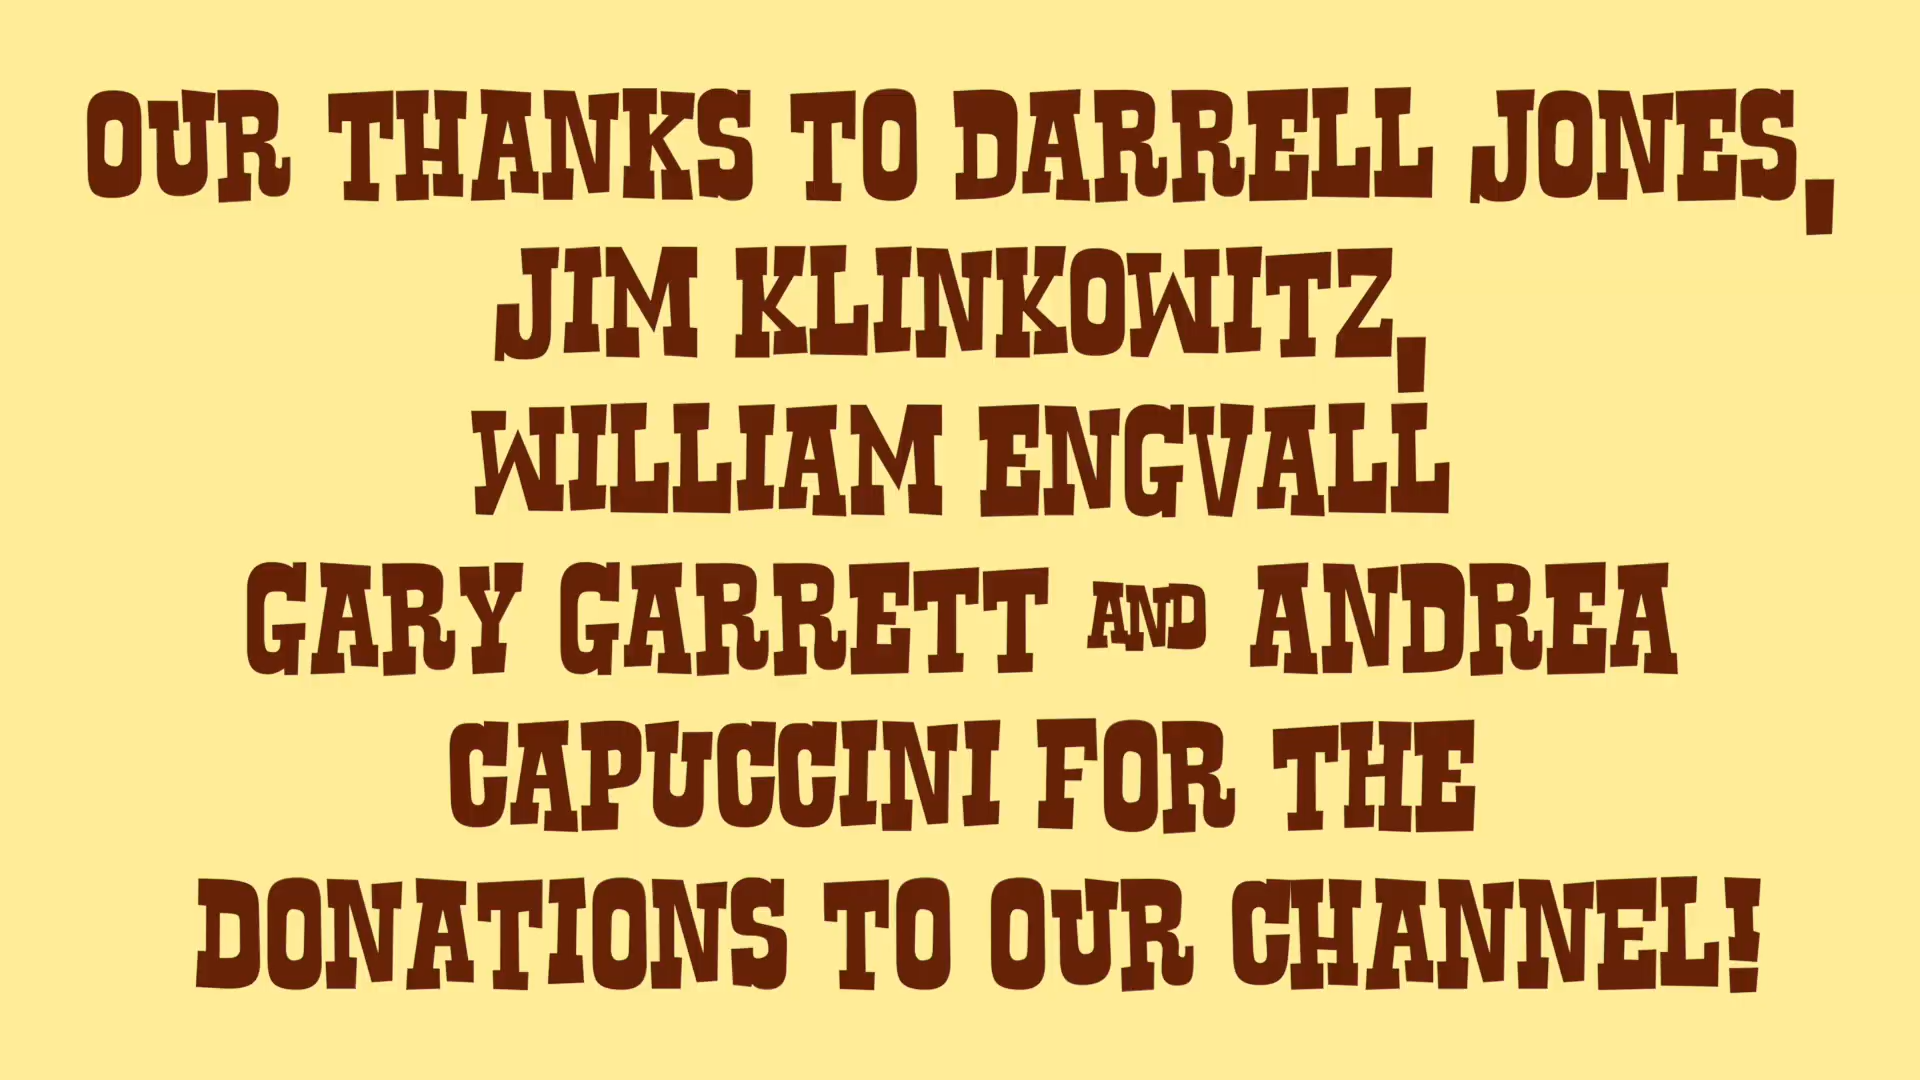 OUR THANKS TO DARRELL JONES,
JIM KLINKOWITZ,
WILLIAM ENGVALL
GARY GARRETT AND ANDREA
CAPUCCINI FOR THE
DONATIONS TO OUR CHANNEL!